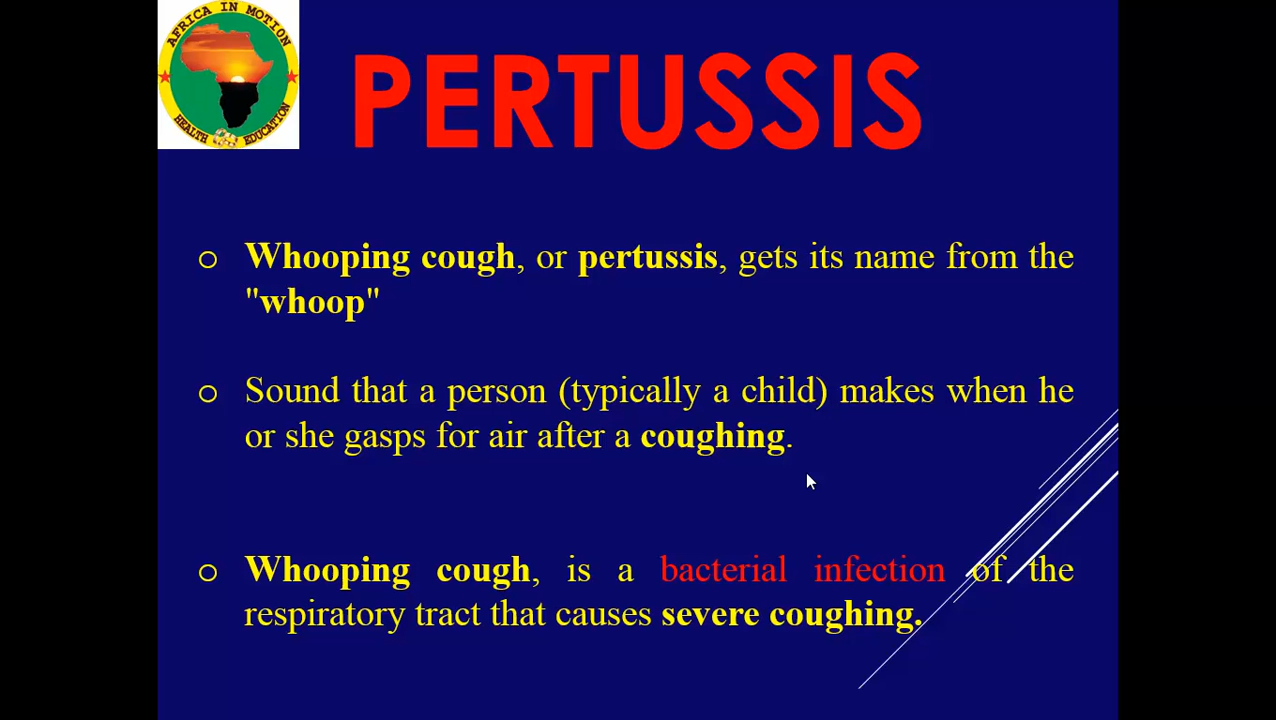 AFRICA IN MOTION
HEALTH EDUCATION
PERTUSSIS
Whooping cough, or pertussis, gets its name from the
"whoop"
Sound that a person (typically a child) makes when he
or she gasps for air after a coughing.
Whooping cough, is a bacterial infection of the
respiratory tract that causes severe coughing.